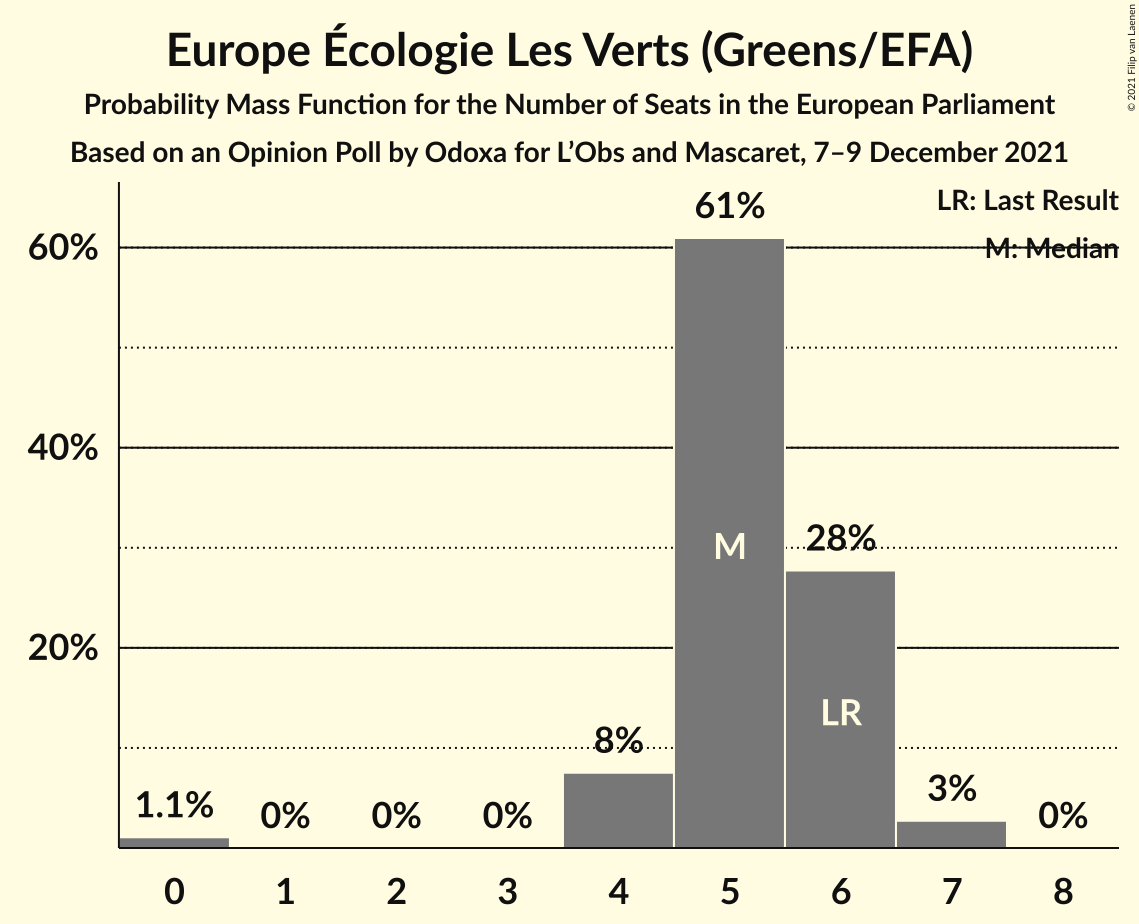 Europe Écologie Les Verts (Greens/EFA)
Probability Mass Function for the Number of Seats in the European Parliament
Based on an Opinion Poll by Odoxa for L’Obs and Mascaret, 7–9 December 2021
© 2021 Filip van Laenen
LR: Last Result
M: Median
60%
40%
20%
1.1%
0%
0%
0%
8%
61%
28%
3%
0%
M
LR
0 1 2 3 4 5 6 7 8